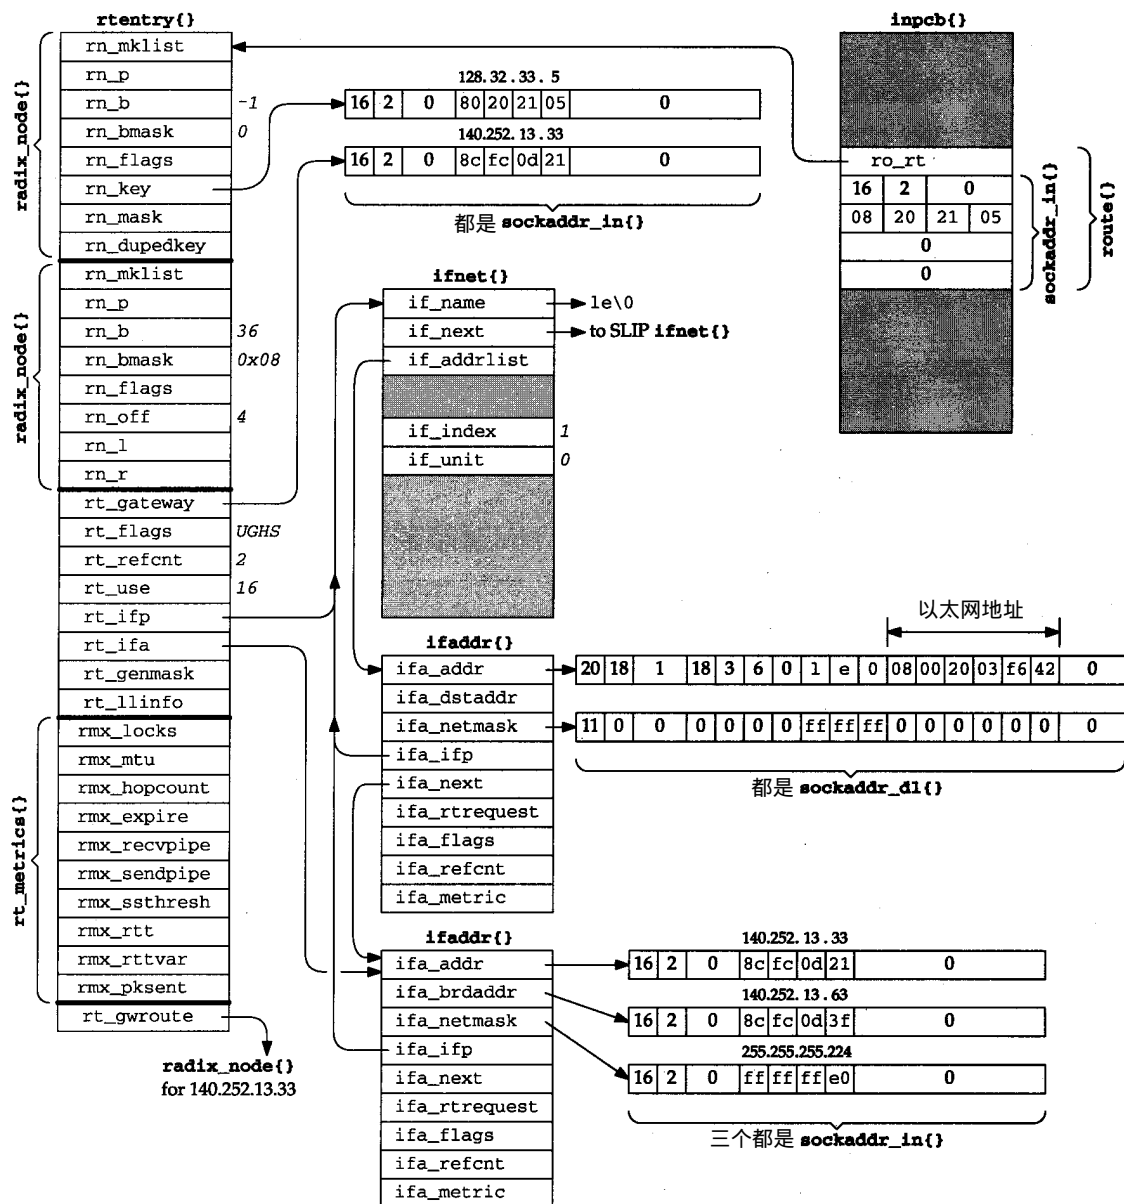 rtentry{}
radix_node{}
rn_mklist
rn_p
rn_b -1
rn_bmask 0
rn_flags
rn_key
rn_mask
rn_dupedkey
radix_node{}
rn_mklist
rn_p
rn_b 36
rn_bmask 0x08
rn_flags
rn_off 4
rn_l
rn_r
rt_gateway
rt_flags UGHS
rt_refcnt 2
rt_use 16
rt_ifp
rt_ifa
rt_genmask
rt_llinfo
rt_metrics{}
rmx_locks
rmx_mtu
rmx_hopcount
rmx_expire
rmx_recvpipe
rmx_sendpipe
rmx_ssthresh
rmx_rtt
rmx_rttvar
rmx_pksent
rt_gwroute
radix_node{}
for 140.252.13.33
128.32.33.5
16 2 0 80 20 21 05 0
140.252.13.33
16 2 0 8c fc 0d 21 0
都是 sockaddr_in{}
inpcb{}
ro_rt
16 2 0
08 20 21 05
0
0
sockaddr_in{}
route{}
ifnet{}
if_name
le\0
if_next
to SLIP ifnet{}
if_addrlist
if_index 1
if_unit 0
ifaddr{}
ifa_addr
ifa_dstaddr
ifa_netmask
ifa_ifp
ifa_next
ifa_rtrequest
ifa_flags
ifa_refcnt
ifa_metric
以太网地址
20 18 1 18 3 6 0 l e 0 08 00 20 03 f6 42 0
11 0 0 0 0 0 0 ff ff ff 0 0 0 0 0 0 0
都是 sockaddr_dl{}
ifaddr{}
ifa_addr
ifa_brdaddr
ifa_netmask
ifa_ifp
ifa_next
ifa_rtrequest
ifa_flags
ifa_refcnt
ifa_metric
140.252.13.33
16 2 0 8c fc 0d 21 0
140.252.13.63
16 2 0 8c fc 0d 3f 0
255.255.255.224
16 2 0 ff ff ff e0 0
三个都是 sockaddr_in{}